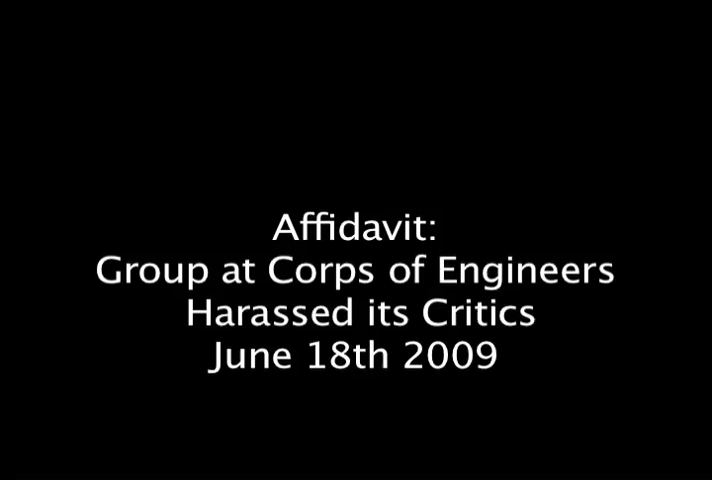 Affidavit:
Group at Corps of Engineers
Harassed its Critics
June 18th 2009